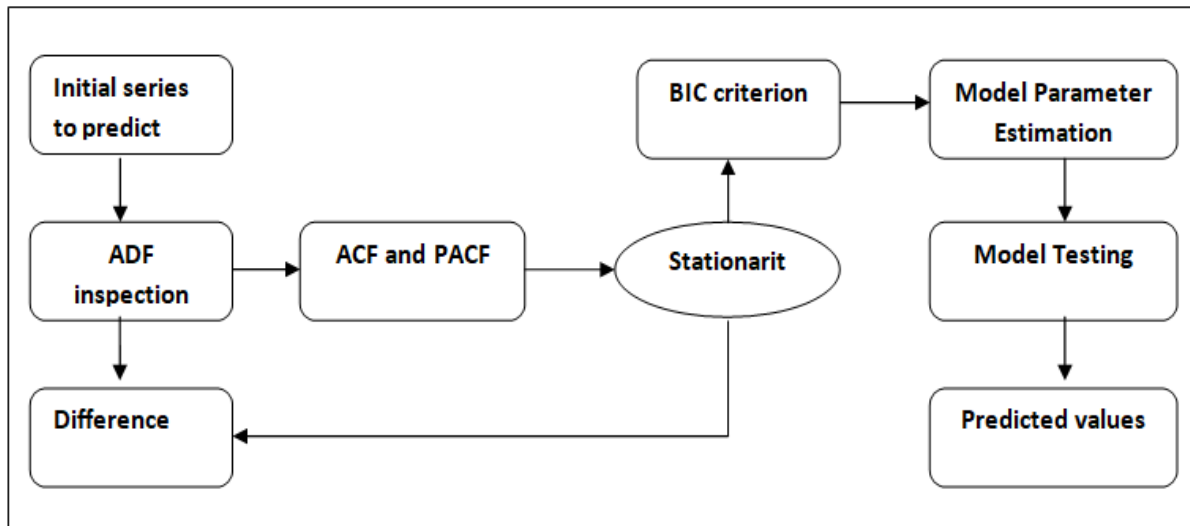 Initial series
to predict
ADF
inspection
Difference
ACF and PACF
Stationarit
BIC criterion
Model Parameter
Estimation
Model Testing
Predicted values